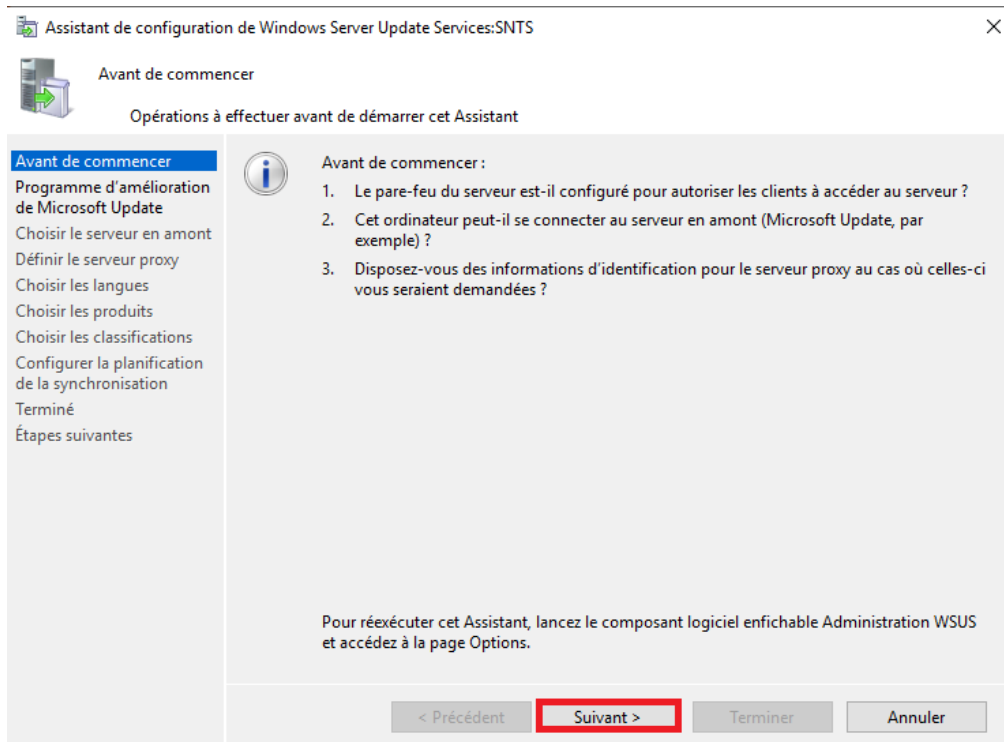 Assistant de configuration de Windows Server Update Services:SNTS
Avant de commencer
Opérations à effectuer avant de démarrer cet Assistant
Avant de commencer
Programme d'amélioration
de Microsoft Update
Choisir le serveur en amont
Définir le serveur proxy
Choisir les langues
Choisir les produits
Choisir les classifications
Configurer la planification
de la synchronisation
Terminé
Étapes suivantes
Avant de commencer :
1. Le pare-feu du serveur est-il configuré pour autoriser les clients à accéder au serveur ?
2. Cet ordinateur peut-il se connecter au serveur en amont (Microsoft Update, par
exemple) ?
3. Disposez-vous des informations d'identification pour le serveur proxy au cas où celles-ci
vous seraient demandées ?
Pour réexécuter cet Assistant, lancez le composant logiciel enfichable Administration WSUS
et accédez à la page Options.
< Précédent Suivant > Terminer Annuler